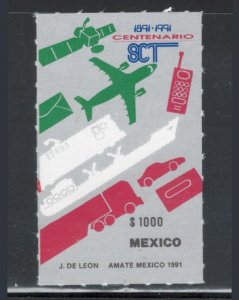 1891·1991
CENTENARIO
SCT
$1000
MEXICO
J. DE LEON AMATE MEXICO 1991